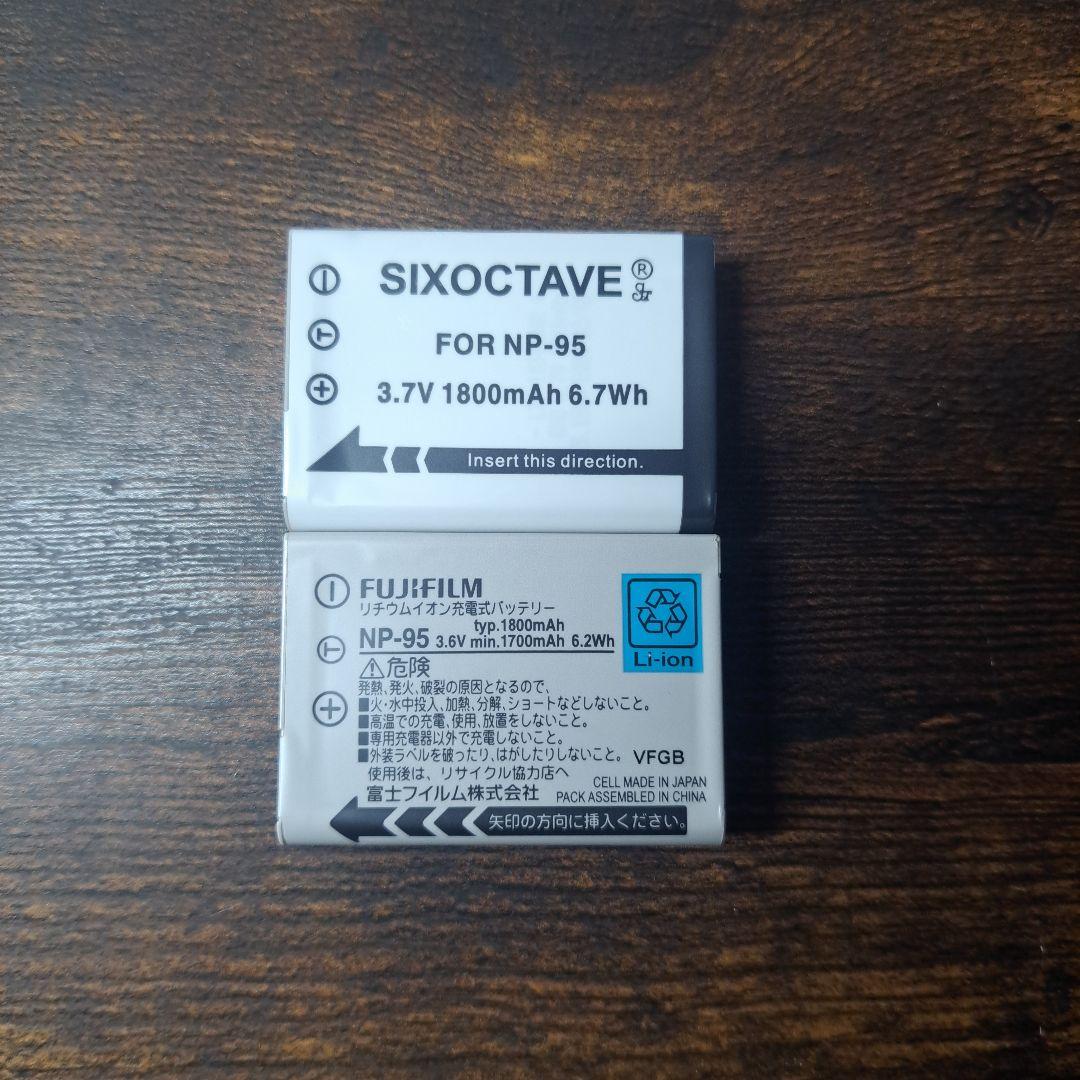 SIXOCTAVE ®
FOR NP-95
3.7V 1800mAh 6.7Wh
Insert this direction.
FUJIFILM
リチウムイオン充電式バッテリー
typ.1800mAh
NP-95 3.6V min.1700mAh 6.2Wh
Li-ion
⚠危険
発熱、発火、破裂の原因となるので、
■火・水中投入、加熱、分解、ショートなどしないこと。
■高温での充電、使用、放置をしないこと。
■専用充電器以外で充電しないこと。
■外装ラベルを破ったり、はがしたりしないこと。 VFGB
使用後は、リサイクル協力店へ
CELL MADE IN JAPAN
富士フイルム株式会社 PACK ASSEMBLED IN CHINA
矢印の方向に挿入ください。